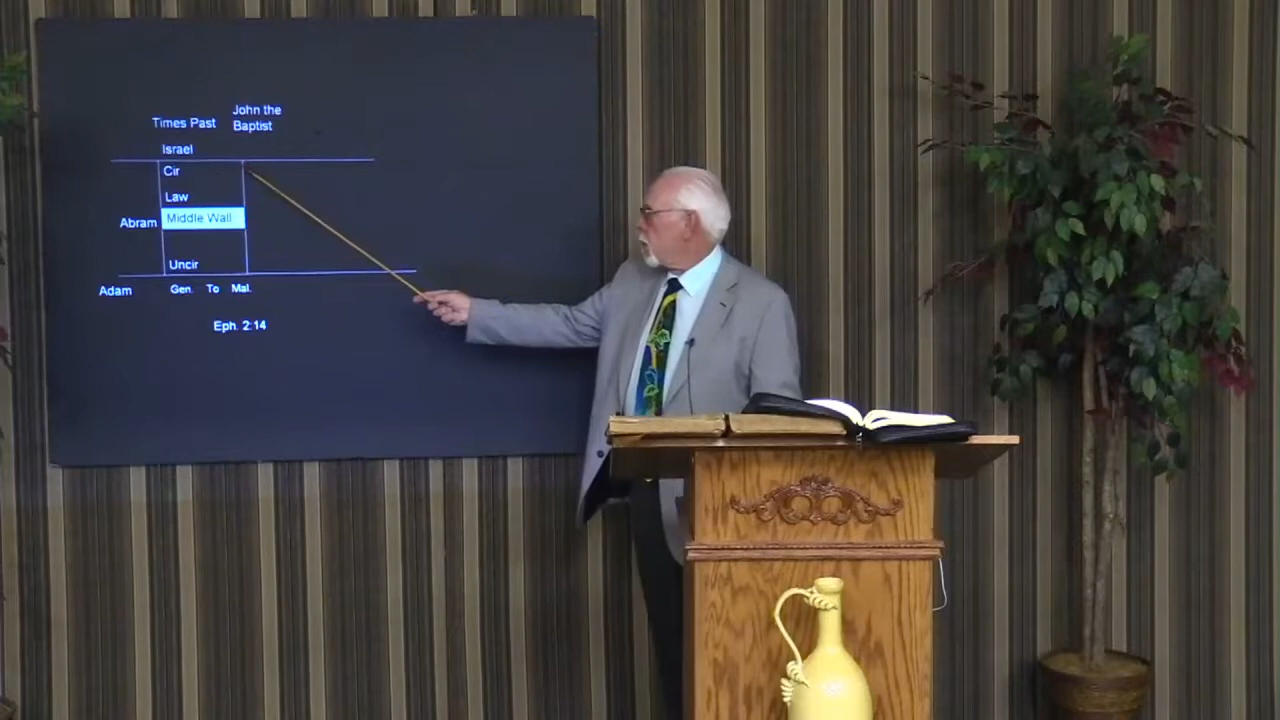 John the
Times Past Baptist
Israel
Cir
Law
Abram Middle Wall
Uncir
Adam Gen. To Mal.
Eph. 2:14